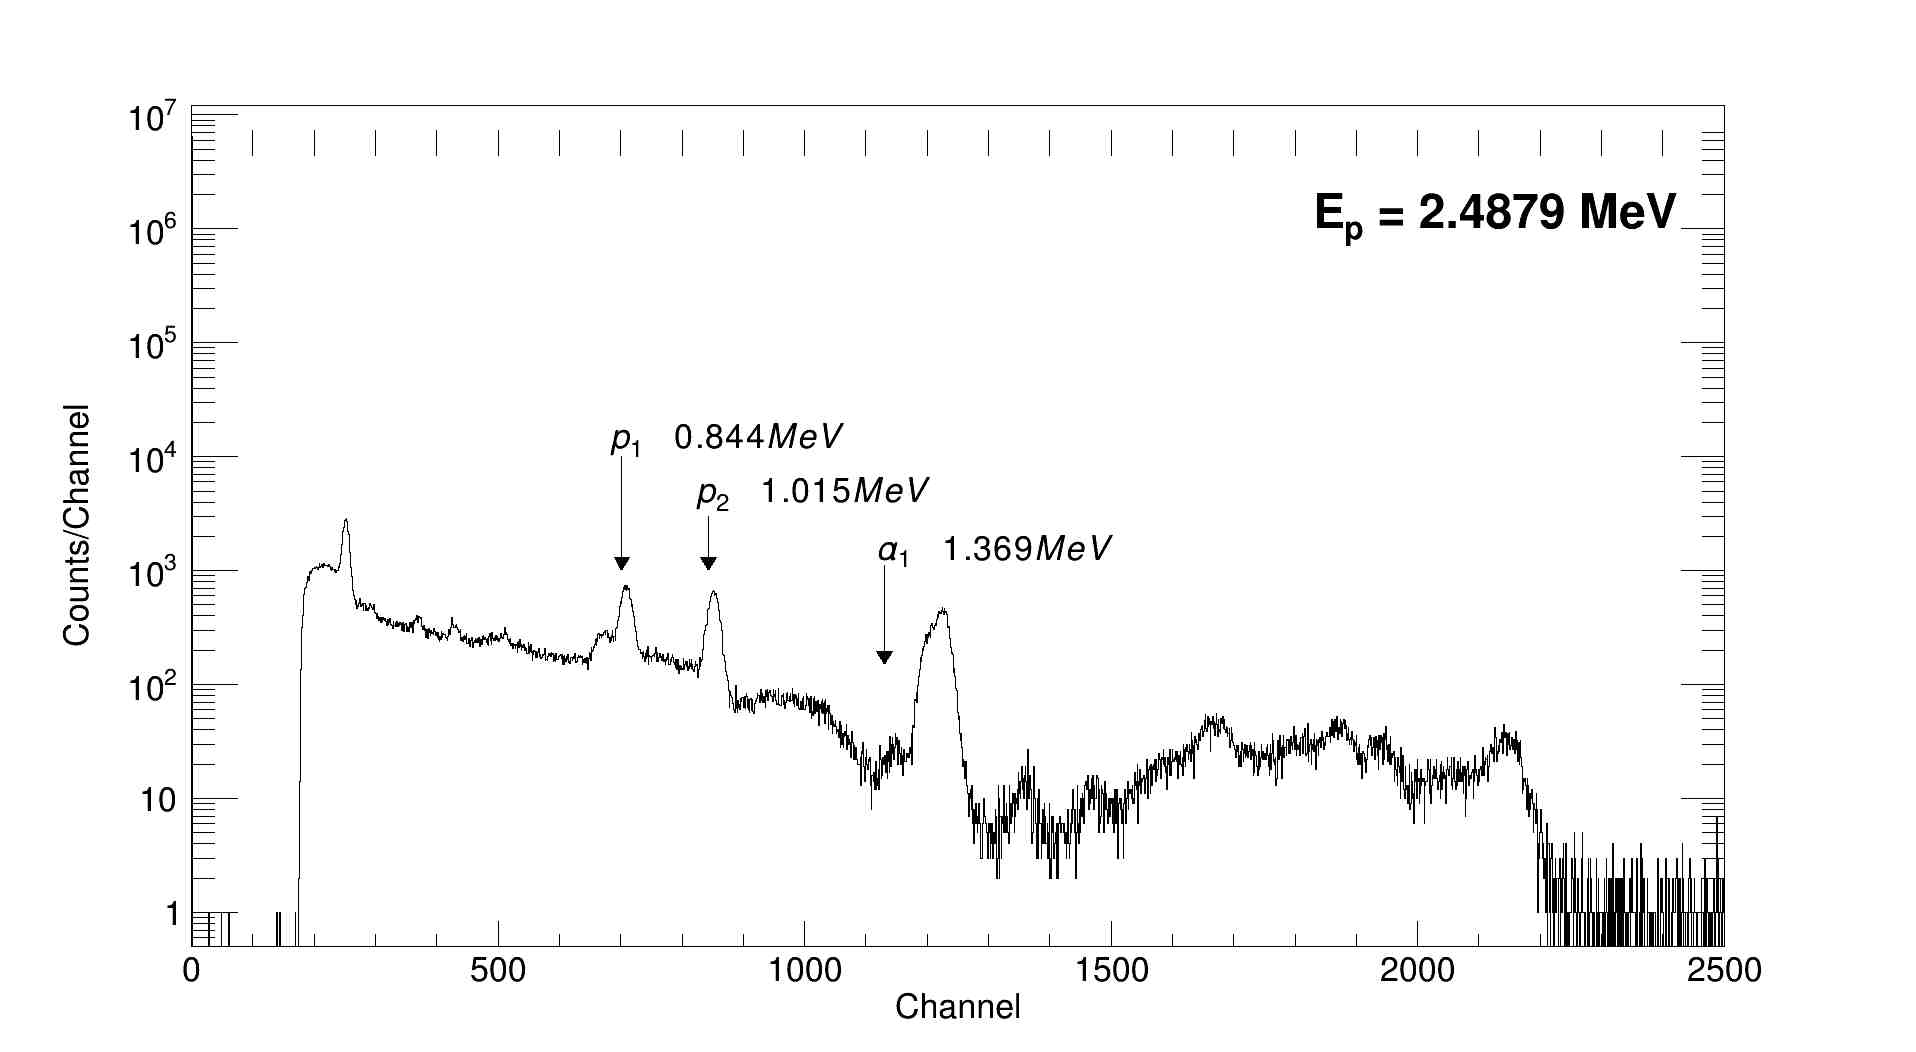 10⁷
E_p = 2.4879 MeV
10⁶
10⁵
p₁ 0.844MeV
10⁴
p₂ 1.015MeV
α₁ 1.369MeV
10³
10²
10
1
Counts/Channel
0 500 1000 1500 2000 2500
Channel